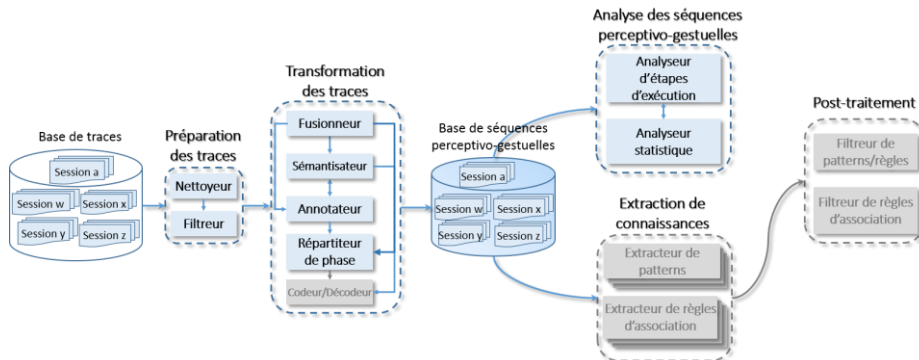 Base de traces
Session a
Session w
Session x
Session y
Session z
Préparation
des traces
Nettoyeur
Filtreur
Transformation
des traces
Fusionneur
Sémantisateur
Annotateur
Répartiteur
de phase
Codeur/Décodeur
Base de séquences
perceptivo-gestuelles
Session a
Session w
Session x
Session y
Session z
Analyse des séquences
perceptivo-gestuelles
Analyseur
d'étapes
d'exécution
Analyseur
statistique
Extraction de
connaissances
Extracteur de
patterns
Extracteur de règles
d'association
Post-traitement
Filtreur de
patterns/règles
Filtreur de règles
d'association